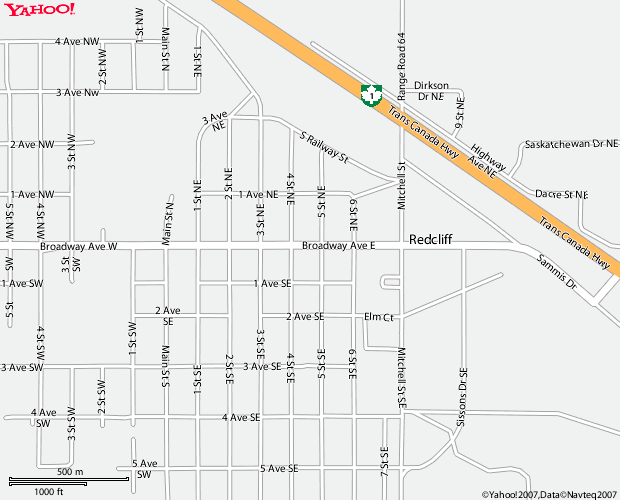 YAHOO!
4 Ave NW
1 St NW
Main St N
1 St NE
2 St NW
3 Ave Nw
Range Road 64
Dirkson
Dr NE
9 St NE
1
Trans Canada Hwy
3 Ave
NE
S Railway St
2 Ave NW
3 St NW
Highway
Ave NE
Saskatchewan Dr NE
Mitchell St
Dacre St NE
1 Ave NW
5 St NW
4 St NW
Main St N
1 St NE
2 St NE
1 Ave NE
3 St NE
4 St NE
5 St NE
6 St NE
Trans Canada Hwy
Broadway Ave W
Broadway Ave E
Redcliff
Sammis Dr
3 St
SW
5 St
SW
1 Ave SW
1 Ave SE
2 Ave
SE
2 Ave SE
Elm Ct
4 St SW
1 St SW
Main St S
1 St SE
2 St SE
3 St SE
4 St SE
5 St SE
6 St SE
Mitchell St SE
Sissons Dr SE
3 Ave SW
3 Ave SE
2 St SW
3 St SW
4 Ave
SW
4 Ave SE
7 St SE
5 Ave
SW
5 Ave SE
500 m
1000 ft
©Yahoo!2007,Data©Navteq2007